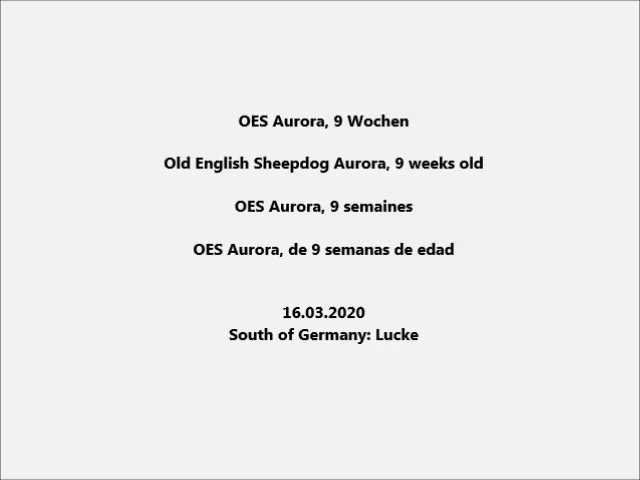 OES Aurora, 9 Wochen
Old English Sheepdog Aurora, 9 weeks old
OES Aurora, 9 semaines
OES Aurora, de 9 semanas de edad
16.03.2020
South of Germany: Lucke